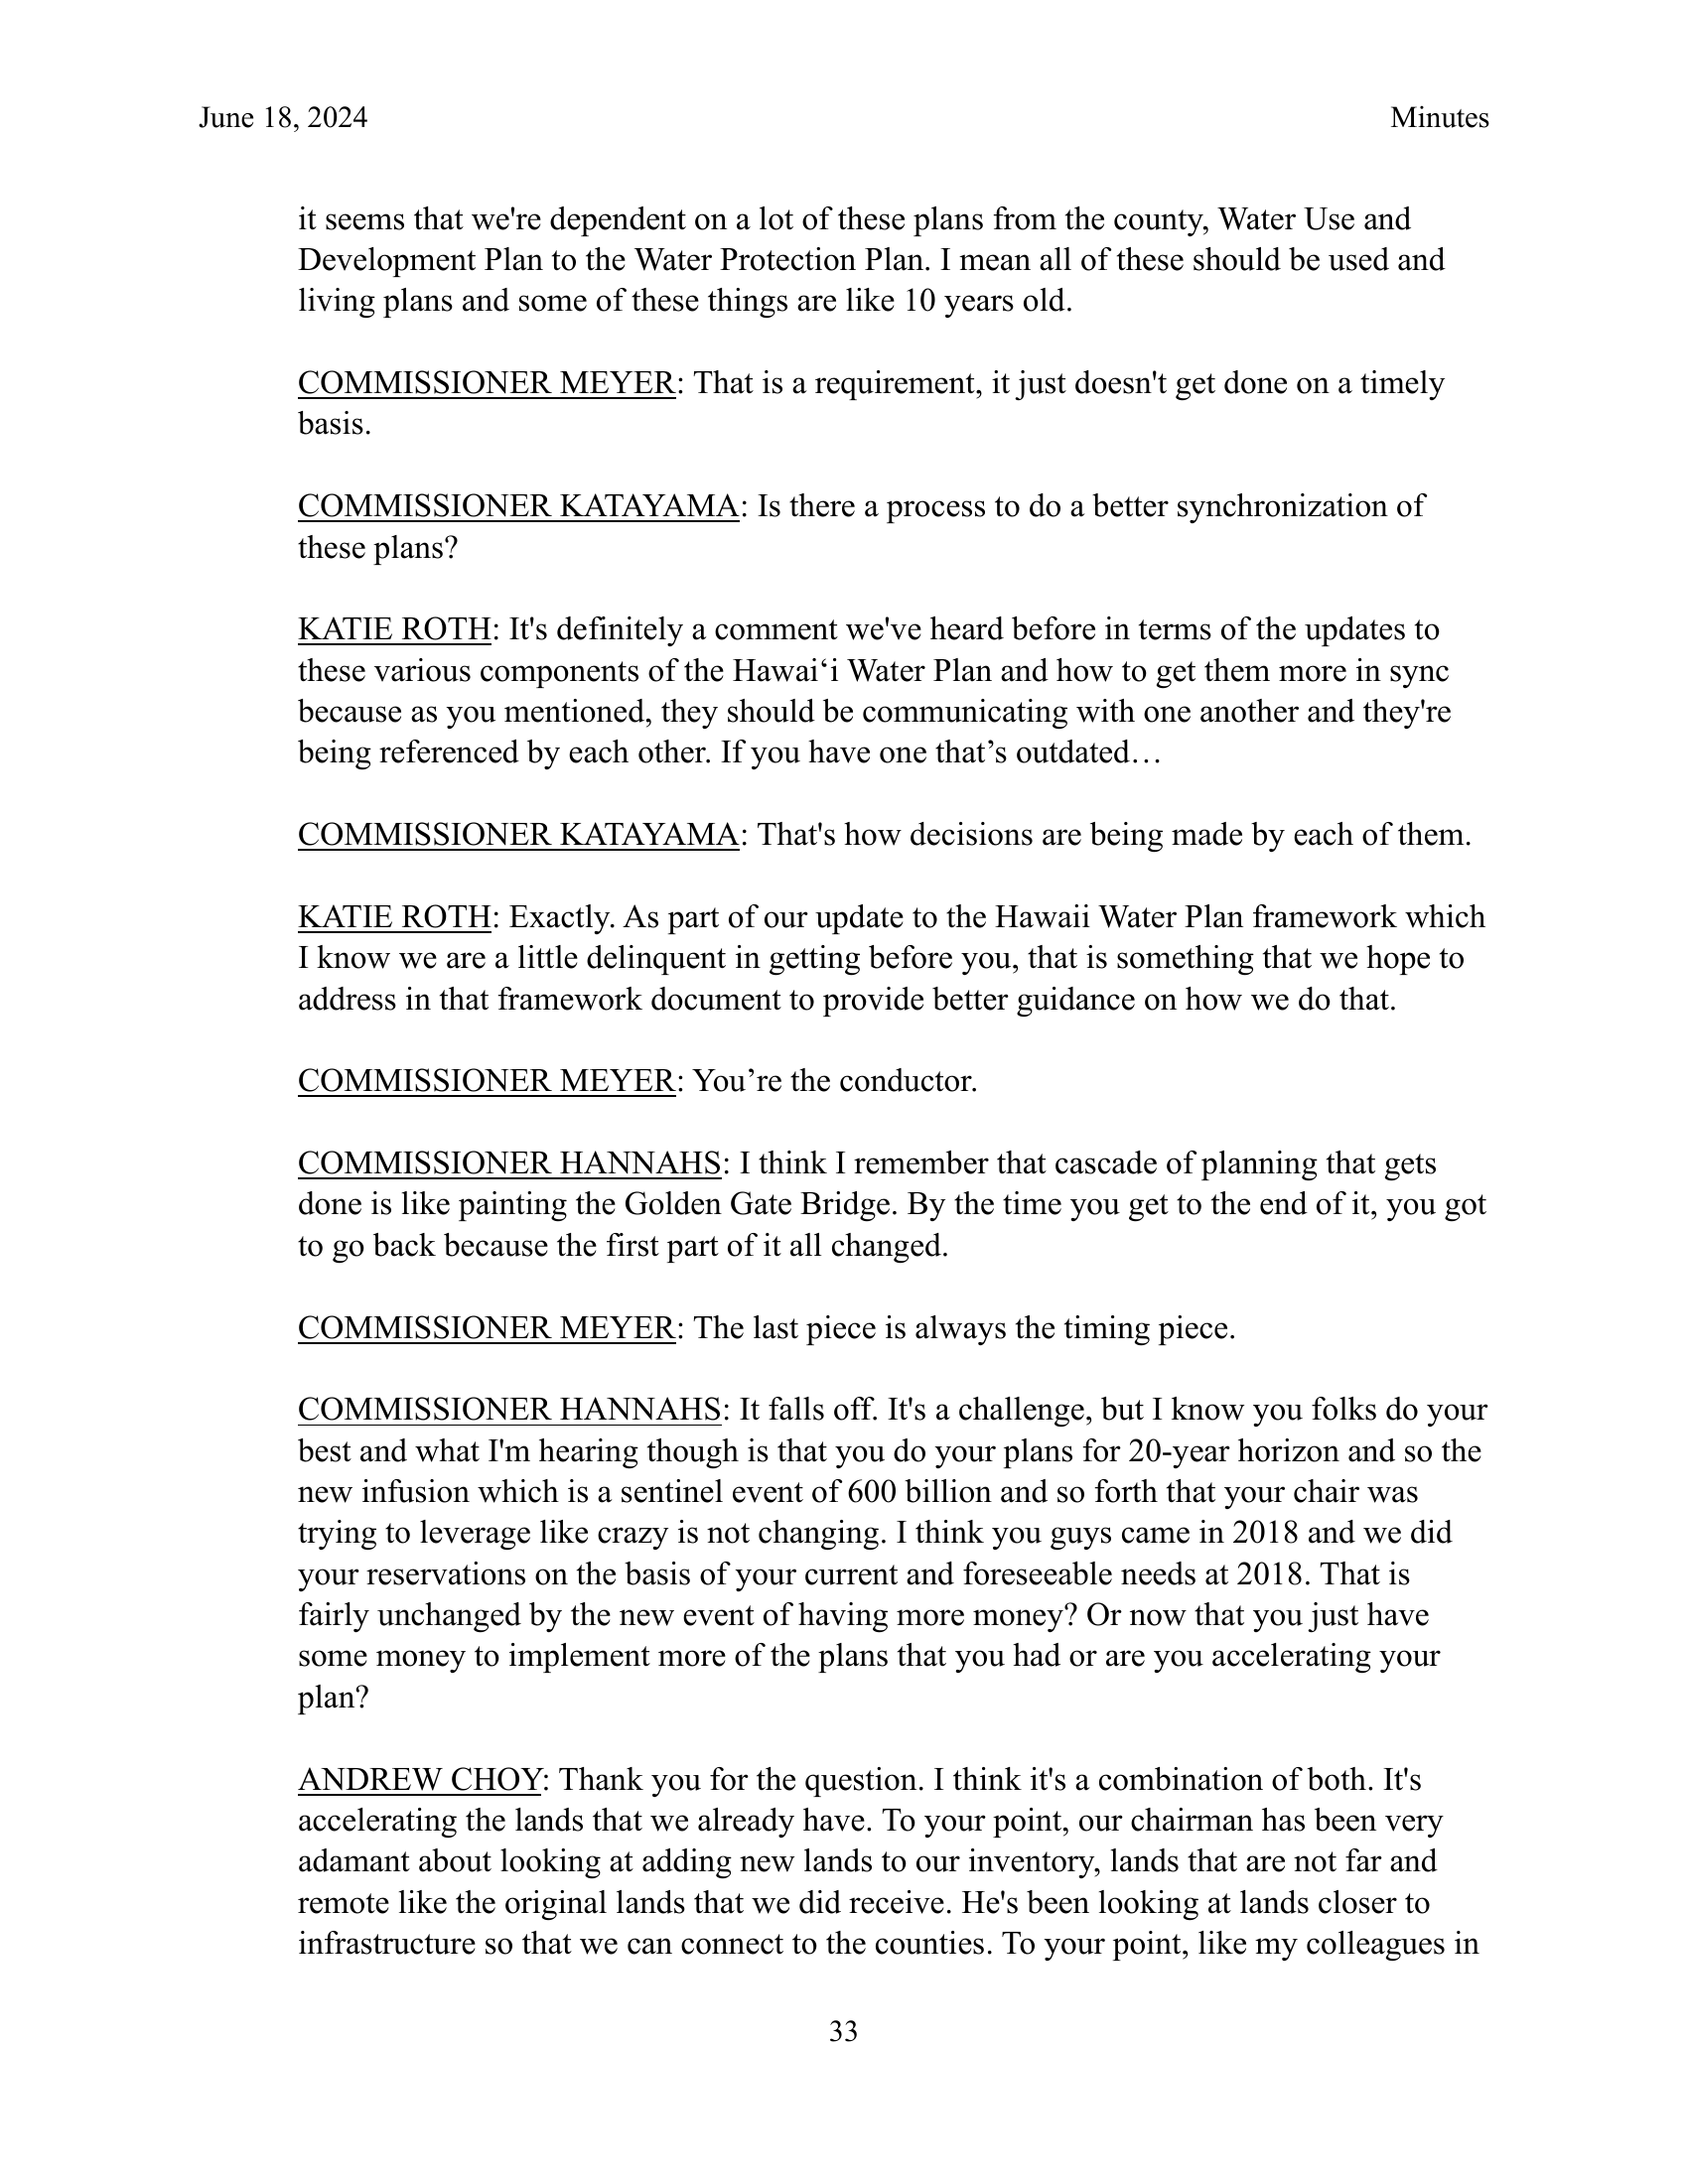 June 18, 2024 Minutes
it seems that we're dependent on a lot of these plans from the county, Water Use and
Development Plan to the Water Protection Plan. I mean all of these should be used and
living plans and some of these things are like 10 years old.
COMMISSIONER MEYER: That is a requirement, it just doesn't get done on a timely
basis.
COMMISSIONER KATAYAMA: Is there a process to do a better synchronization of
these plans?
KATIE ROTH: It's definitely a comment we've heard before in terms of the updates to
these various components of the Hawaiʻi Water Plan and how to get them more in sync
because as you mentioned, they should be communicating with one another and they're
being referenced by each other. If you have one that’s outdated…
COMMISSIONER KATAYAMA: That's how decisions are being made by each of them.
KATIE ROTH: Exactly. As part of our update to the Hawaii Water Plan framework which
I know we are a little delinquent in getting before you, that is something that we hope to
address in that framework document to provide better guidance on how we do that.
COMMISSIONER MEYER: You’re the conductor.
COMMISSIONER HANNAHS: I think I remember that cascade of planning that gets
done is like painting the Golden Gate Bridge. By the time you get to the end of it, you got
to go back because the first part of it all changed.
COMMISSIONER MEYER: The last piece is always the timing piece.
COMMISSIONER HANNAHS: It falls off. It's a challenge, but I know you folks do your
best and what I'm hearing though is that you do your plans for 20-year horizon and so the
new infusion which is a sentinel event of 600 billion and so forth that your chair was
trying to leverage like crazy is not changing. I think you guys came in 2018 and we did
your reservations on the basis of your current and foreseeable needs at 2018. That is
fairly unchanged by the new event of having more money? Or now that you just have
some money to implement more of the plans that you had or are you accelerating your
plan?
ANDREW CHOY: Thank you for the question. I think it's a combination of both. It's
accelerating the lands that we already have. To your point, our chairman has been very
adamant about looking at adding new lands to our inventory, lands that are not far and
remote like the original lands that we did receive. He's been looking at lands closer to
infrastructure so that we can connect to the counties. To your point, like my colleagues in
33